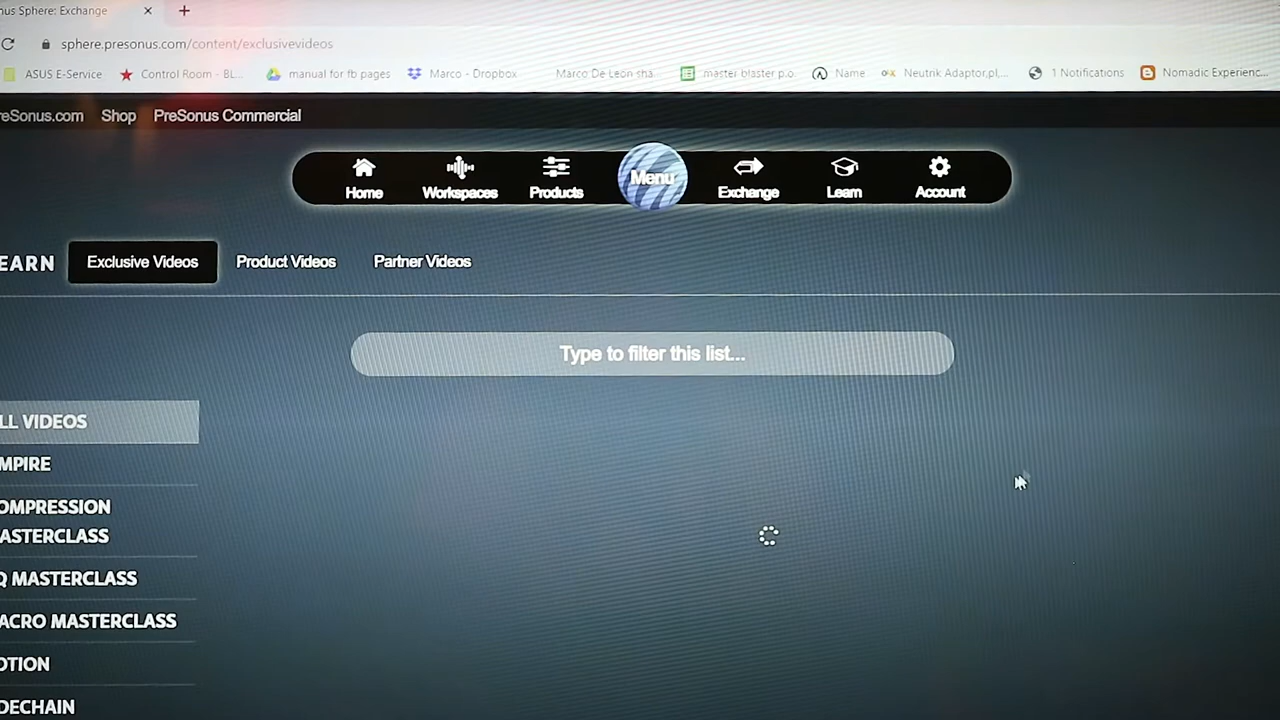 nus Sphere: Exchange
sphere.presonus.com/content/exclusivevideos
ASUS E-Service Control Room - BL... manual for fb pages Marco - Dropbox Marco De Leon sha... master blaster p.o. Name Neutrik Adaptor,pl,... 1 Notifications Nomadic Experienc...
reSonus.com Shop PreSonus Commercial
Home Workspaces Products Menu Exchange Learn Account
EARN Exclusive Videos Product Videos Partner Videos
Type to filter this list...
LL VIDEOS
MPIRE
OMPRESSION
ASTERCLASS
Q MASTERCLASS
ACRO MASTERCLASS
OTION
DECHAIN